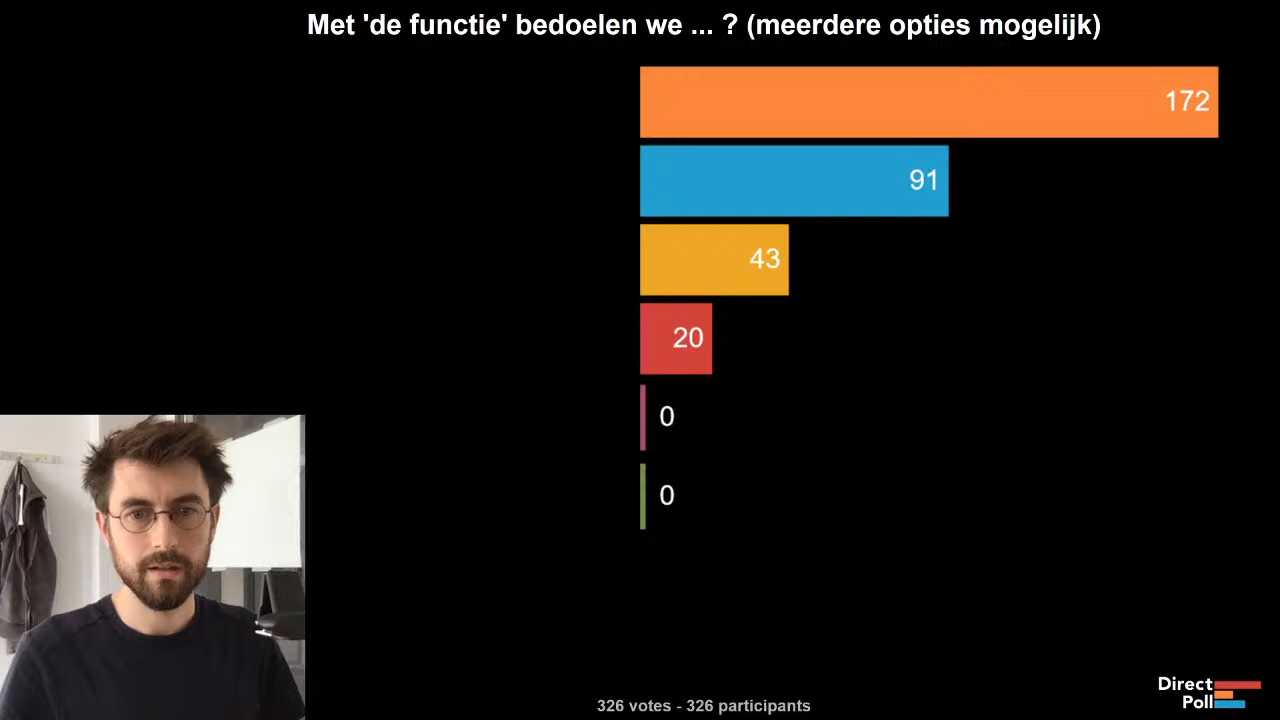 Met 'de functie' bedoelen we ... ? (meerdere opties mogelijk)
172
91
43
20
0
0
326 votes - 326 participants
Direct
Poll